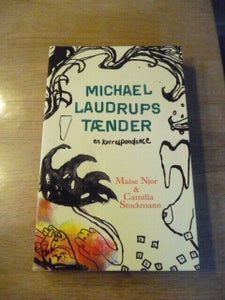 MICHAEL
LAUDRUPS
TÆNDER
en korrespondance
Maise Njor
&
Camilla
Stockmann